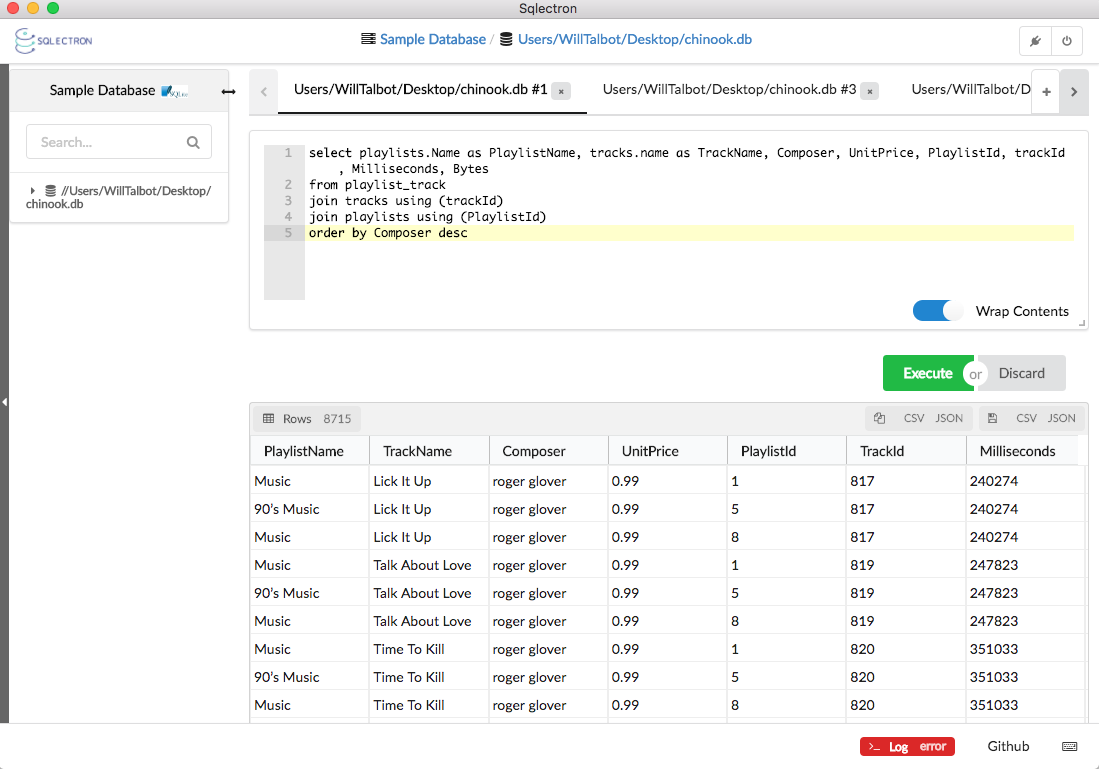 Sqlectron
SQLECTRON
Sample Database / Users/WillTalbot/Desktop/chinook.db
Sample Database
Search...
//Users/WillTalbot/Desktop/
chinook.db
Users/WillTalbot/Desktop/chinook.db #1 ×
Users/WillTalbot/Desktop/chinook.db #3 ×
Users/WillTalbot/D
+
1 select playlists.Name as PlaylistName, tracks.name as TrackName, Composer, UnitPrice, PlaylistId, trackId
, Milliseconds, Bytes
2 from playlist_track
3 join tracks using (trackId)
4 join playlists using (PlaylistId)
5 order by Composer desc
Wrap Contents
Execute or Discard
Rows 8715 CSV JSON CSV JSON
PlaylistName TrackName Composer UnitPrice PlaylistId TrackId Milliseconds
Music Lick It Up roger glover 0.99 1 817 240274
90's Music Lick It Up roger glover 0.99 5 817 240274
Music Lick It Up roger glover 0.99 8 817 240274
Music Talk About Love roger glover 0.99 1 819 247823
90's Music Talk About Love roger glover 0.99 5 819 247823
Music Talk About Love roger glover 0.99 8 819 247823
Music Time To Kill roger glover 0.99 1 820 351033
90's Music Time To Kill roger glover 0.99 5 820 351033
Music Time To Kill roger glover 0.99 8 820 351033
>_ Log error Github